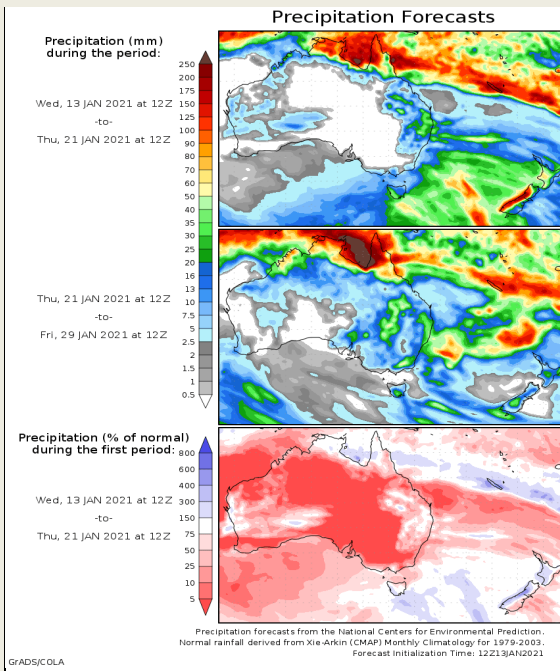 Precipitation Forecasts
Precipitation (mm)
during the period:
Wed, 13 JAN 2021 at 12Z
-to-
Thu, 21 JAN 2021 at 12Z
250
200
175
150
125
100
90
80
70
60
50
40
35
30
25
20
16
13
10
7.5
5
2.5
2
1.5
1
0.5
Thu, 21 JAN 2021 at 12Z
-to-
Fri, 29 JAN 2021 at 12Z
Precipitation (% of normal)
during the first period:
Wed, 13 JAN 2021 at 12Z
-to-
Thu, 21 JAN 2021 at 12Z
800
600
400
300
150
75
50
25
10
5
Precipitation forecasts from the National Centers for Environmental Prediction.
Normal rainfall derived from Xie-Arkin (CMAP) Monthly Climatology for 1979-2003.
Forecast Initialization Time: 12Z13JAN2021
GrADS/COLA